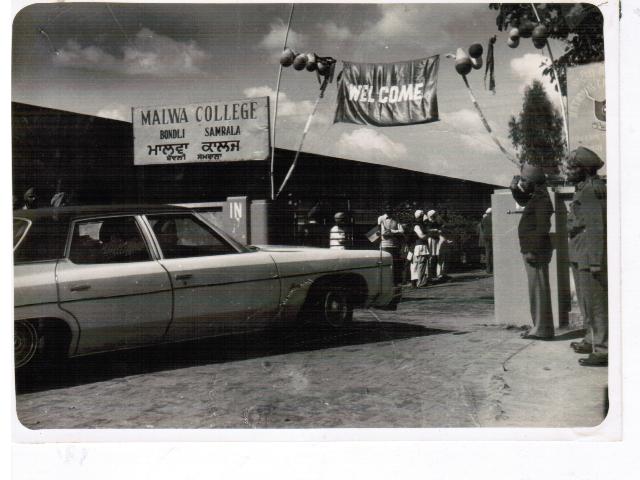 WELCOME
MALWA COLLEGE
BONDLI SAMRALA
ਮਾਲਵਾ ਕਾਲਜ
ਬੋਂਦਲੀ ਸਮਰਾਲਾ
IN